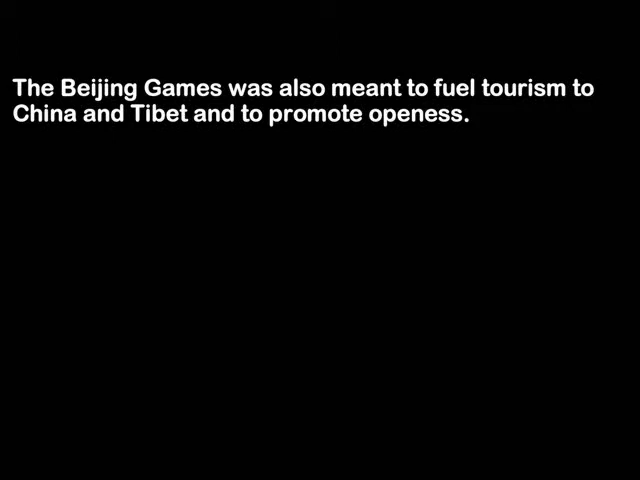 The Beijing Games was also meant to fuel tourism to
China and Tibet and to promote openess.